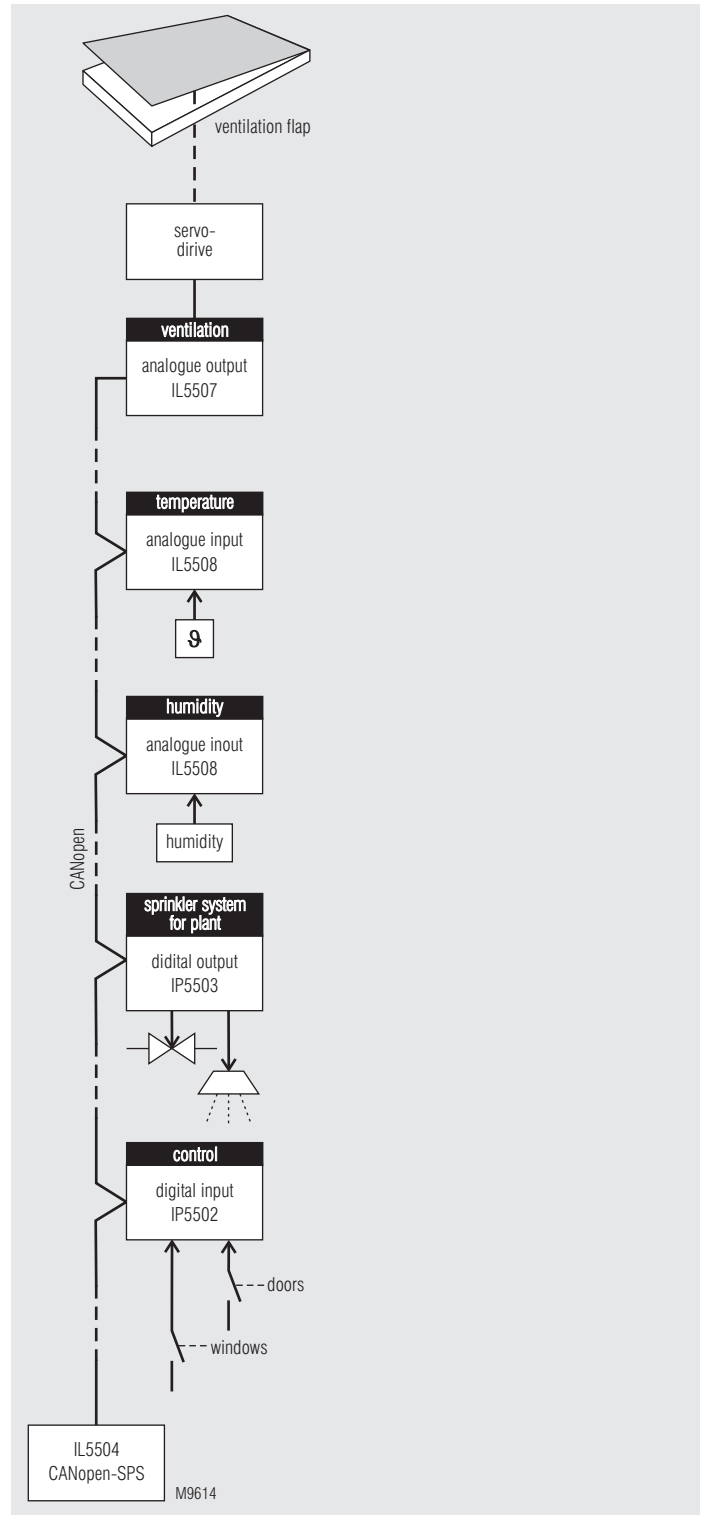 ventilation flap
servo-
dirive
ventilation
analogue output
IL5507
temperature
analogue input
IL5508
ϑ
humidity
analogue inout
IL5508
humidity
CANopen
sprinkler system
for plant
didital output
IP5503
control
digital input
IP5502
doors
windows
IL5504
CANopen-SPS
M9614